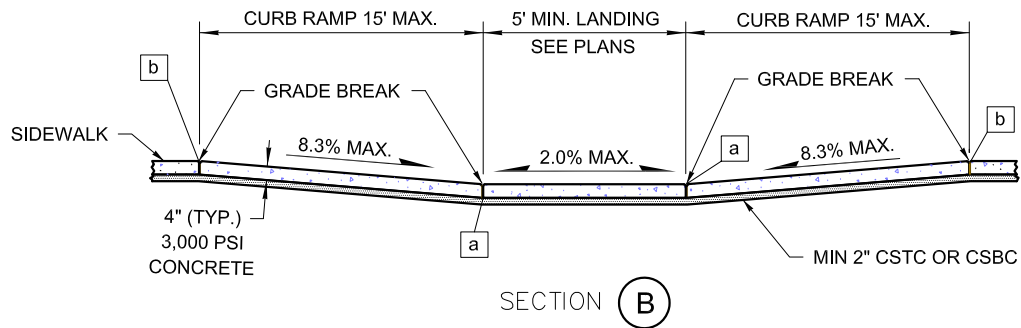 CURB RAMP 15' MAX.
5' MIN. LANDING
SEE PLANS
CURB RAMP 15' MAX.
b
GRADE BREAK
GRADE BREAK
b
SIDEWALK
8.3% MAX.
2.0% MAX.
a
8.3% MAX.
4" (TYP.)
3,000 PSI
CONCRETE
a
MIN 2" CSTC OR CSBC
SECTION B